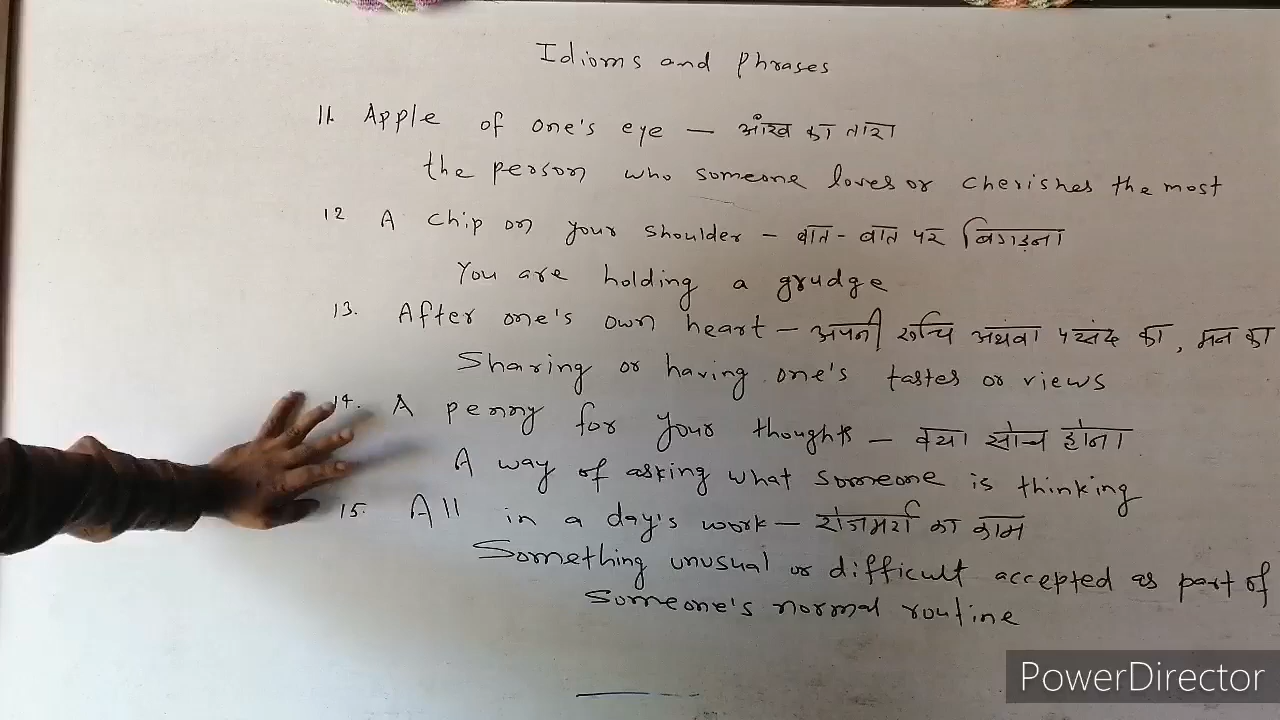 Idioms and Phrases
11. Apple of one's eye – आँख का तारा
the person who someone loves or cherishes the most
12 A chip on your shoulder – बात-बात पर बिगड़ना
You are holding a grudge
13. After one's own heart – अपनी रूचि अथवा पसंद का, मन का
Sharing or having one's tastes or views
14. A penny for your thoughts – क्या सोच होना
A way of asking what someone is thinking
15. All in a day's work – रोजमर्रा का काम
Something unusual or difficult accepted as part of
someone's normal routine
PowerDirector